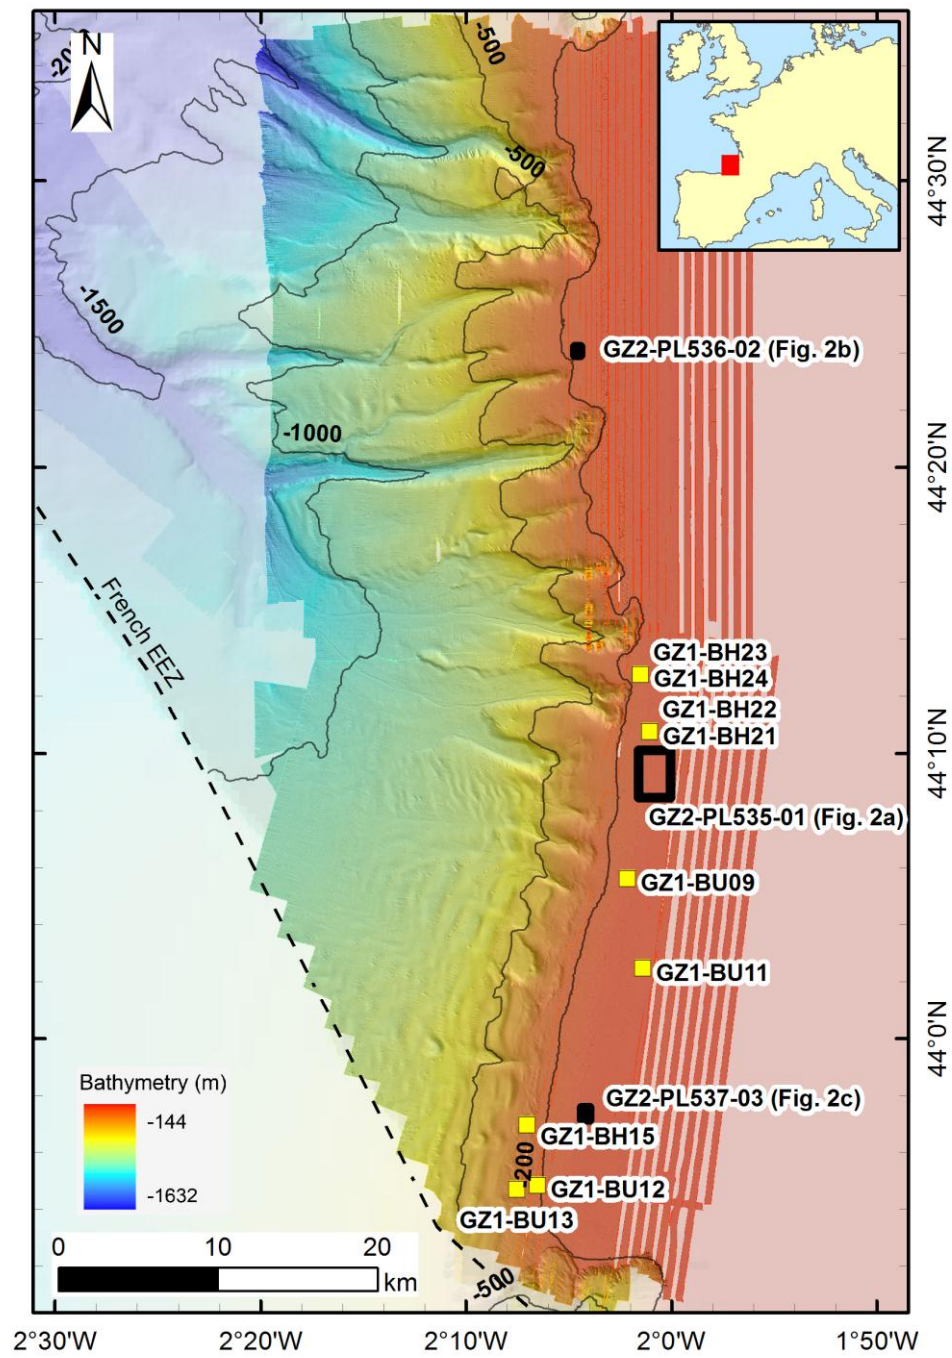 N
-500
-500
-1500
-1000
44°30'N
GZ2-PL536-02 (Fig. 2b)
44°20'N
French EEZ
GZ1-BH23
GZ1-BH24
GZ1-BH22
GZ1-BH21
44°10'N
GZ2-PL535-01 (Fig. 2a)
GZ1-BU09
GZ1-BU11
44°0'N
Bathymetry (m)
-144
-1632
GZ2-PL537-03 (Fig. 2c)
GZ1-BH15
-200
GZ1-BU12
GZ1-BU13
-500
0 10 20
km
2°30'W 2°20'W 2°10'W 2°0'W 1°50'W